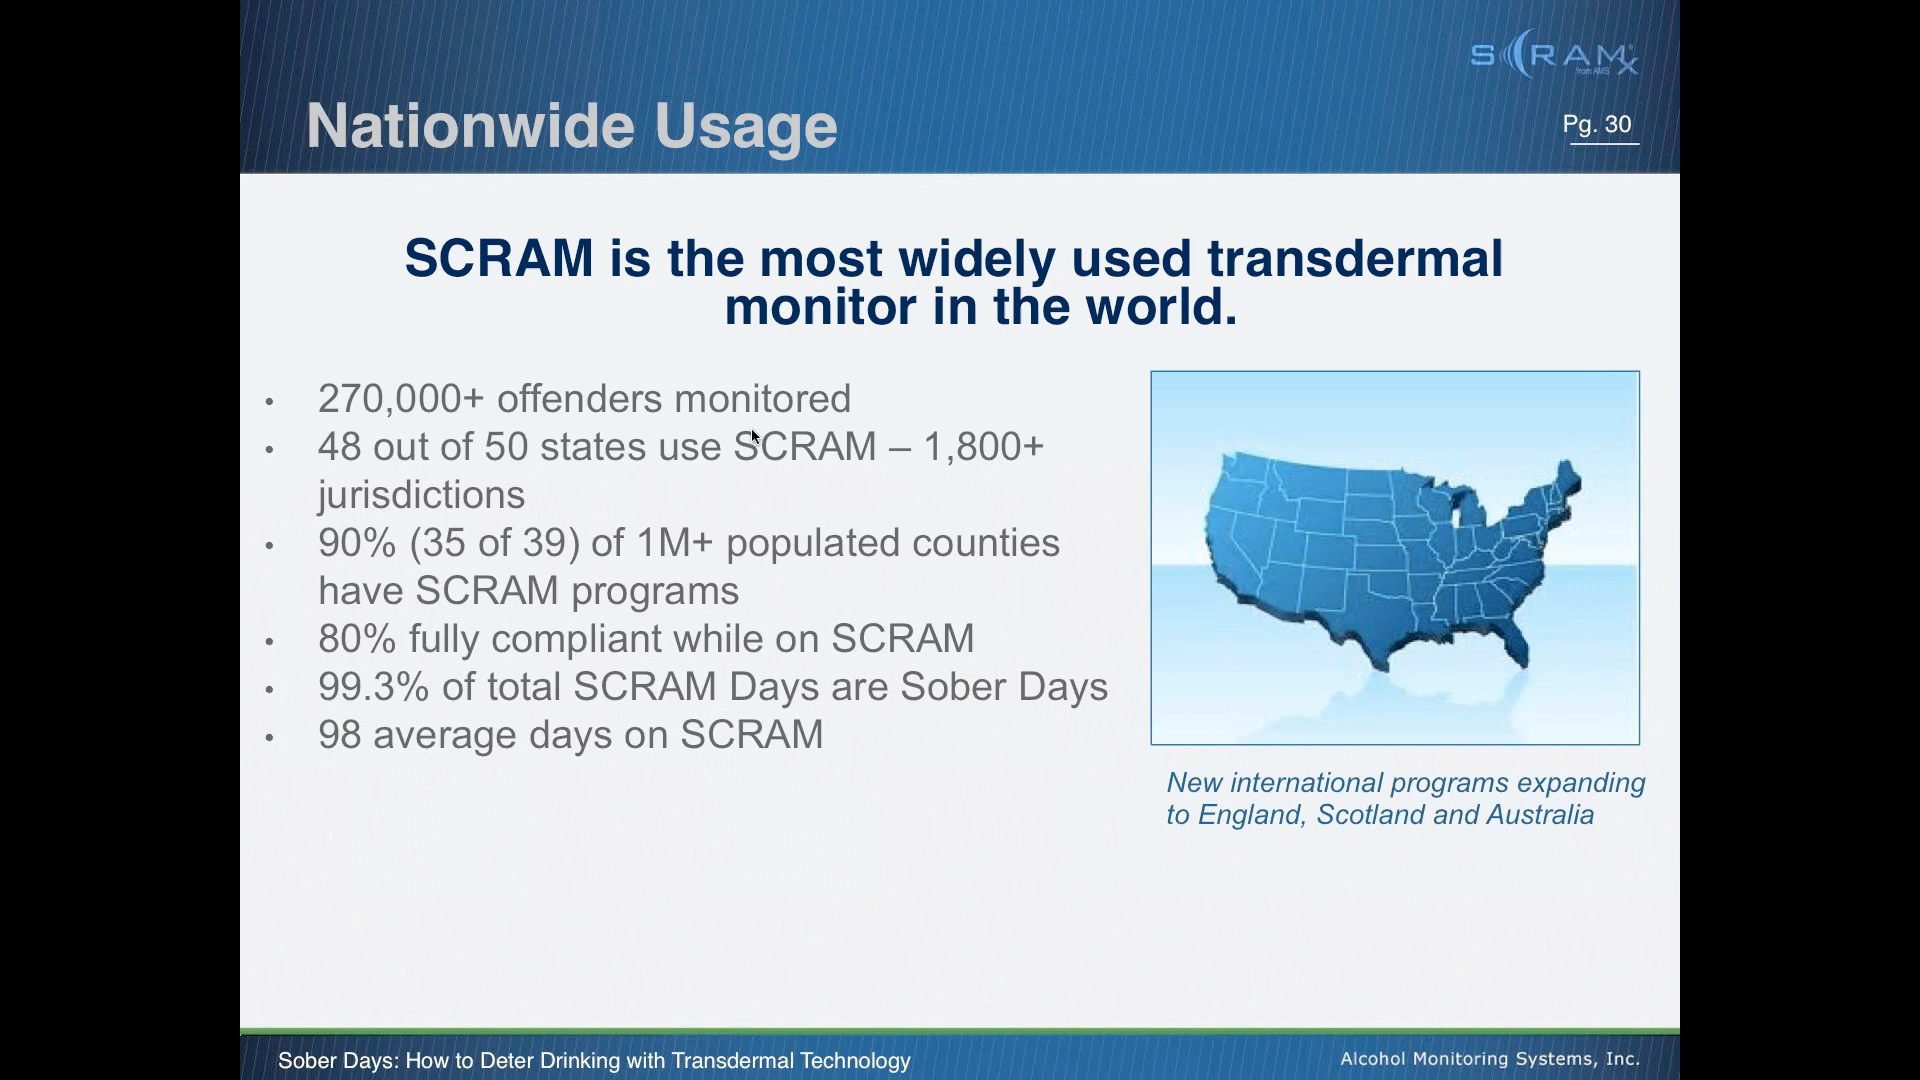 SCRAMx
from AMS
Nationwide Usage
Pg. 30
SCRAM is the most widely used transdermal
monitor in the world.
• 270,000+ offenders monitored
• 48 out of 50 states use SCRAM – 1,800+
jurisdictions
• 90% (35 of 39) of 1M+ populated counties
have SCRAM programs
• 80% fully compliant while on SCRAM
• 99.3% of total SCRAM Days are Sober Days
• 98 average days on SCRAM
New international programs expanding
to England, Scotland and Australia
Sober Days: How to Deter Drinking with Transdermal Technology
Alcohol Monitoring Systems, Inc.